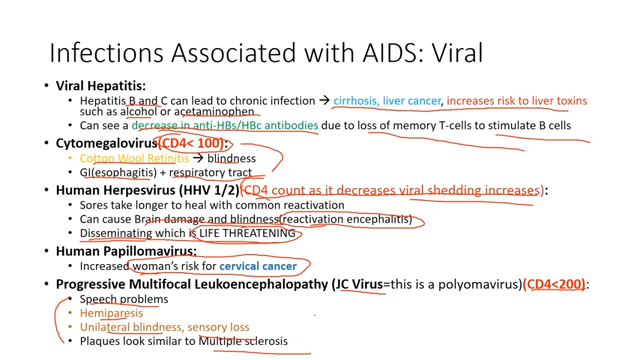 Infections Associated with AIDS: Viral
• Viral Hepatitis:
• Hepatitis B and C can lead to chronic infection → cirrhosis, liver cancer, increases risk to liver toxins
such as alcohol or acetaminophen
• Can see a decrease in anti-HBs/HBc antibodies due to loss of memory T-cells to stimulate B cells
• Cytomegalovirus(CD4< 100):
• Cotton Wool Retinitis → blindness
• GI(esophagitis) + respiratory tract
• Human Herpesvirus (HHV 1/2)(CD4 count as it decreases viral shedding increases):
• Sores take longer to heal with common reactivation
• Can cause Brain damage and blindness(reactivation encephalitis)
• Disseminating which is LIFE THREATENING
• Human Papillomavirus:
• Increased woman's risk for cervical cancer
• Progressive Multifocal Leukoencephalopathy (JC Virus=this is a polyomavirus)(CD4<200):
• Speech problems
• Hemiparesis
• Unilateral blindness, sensory loss
• Plaques look similar to Multiple sclerosis